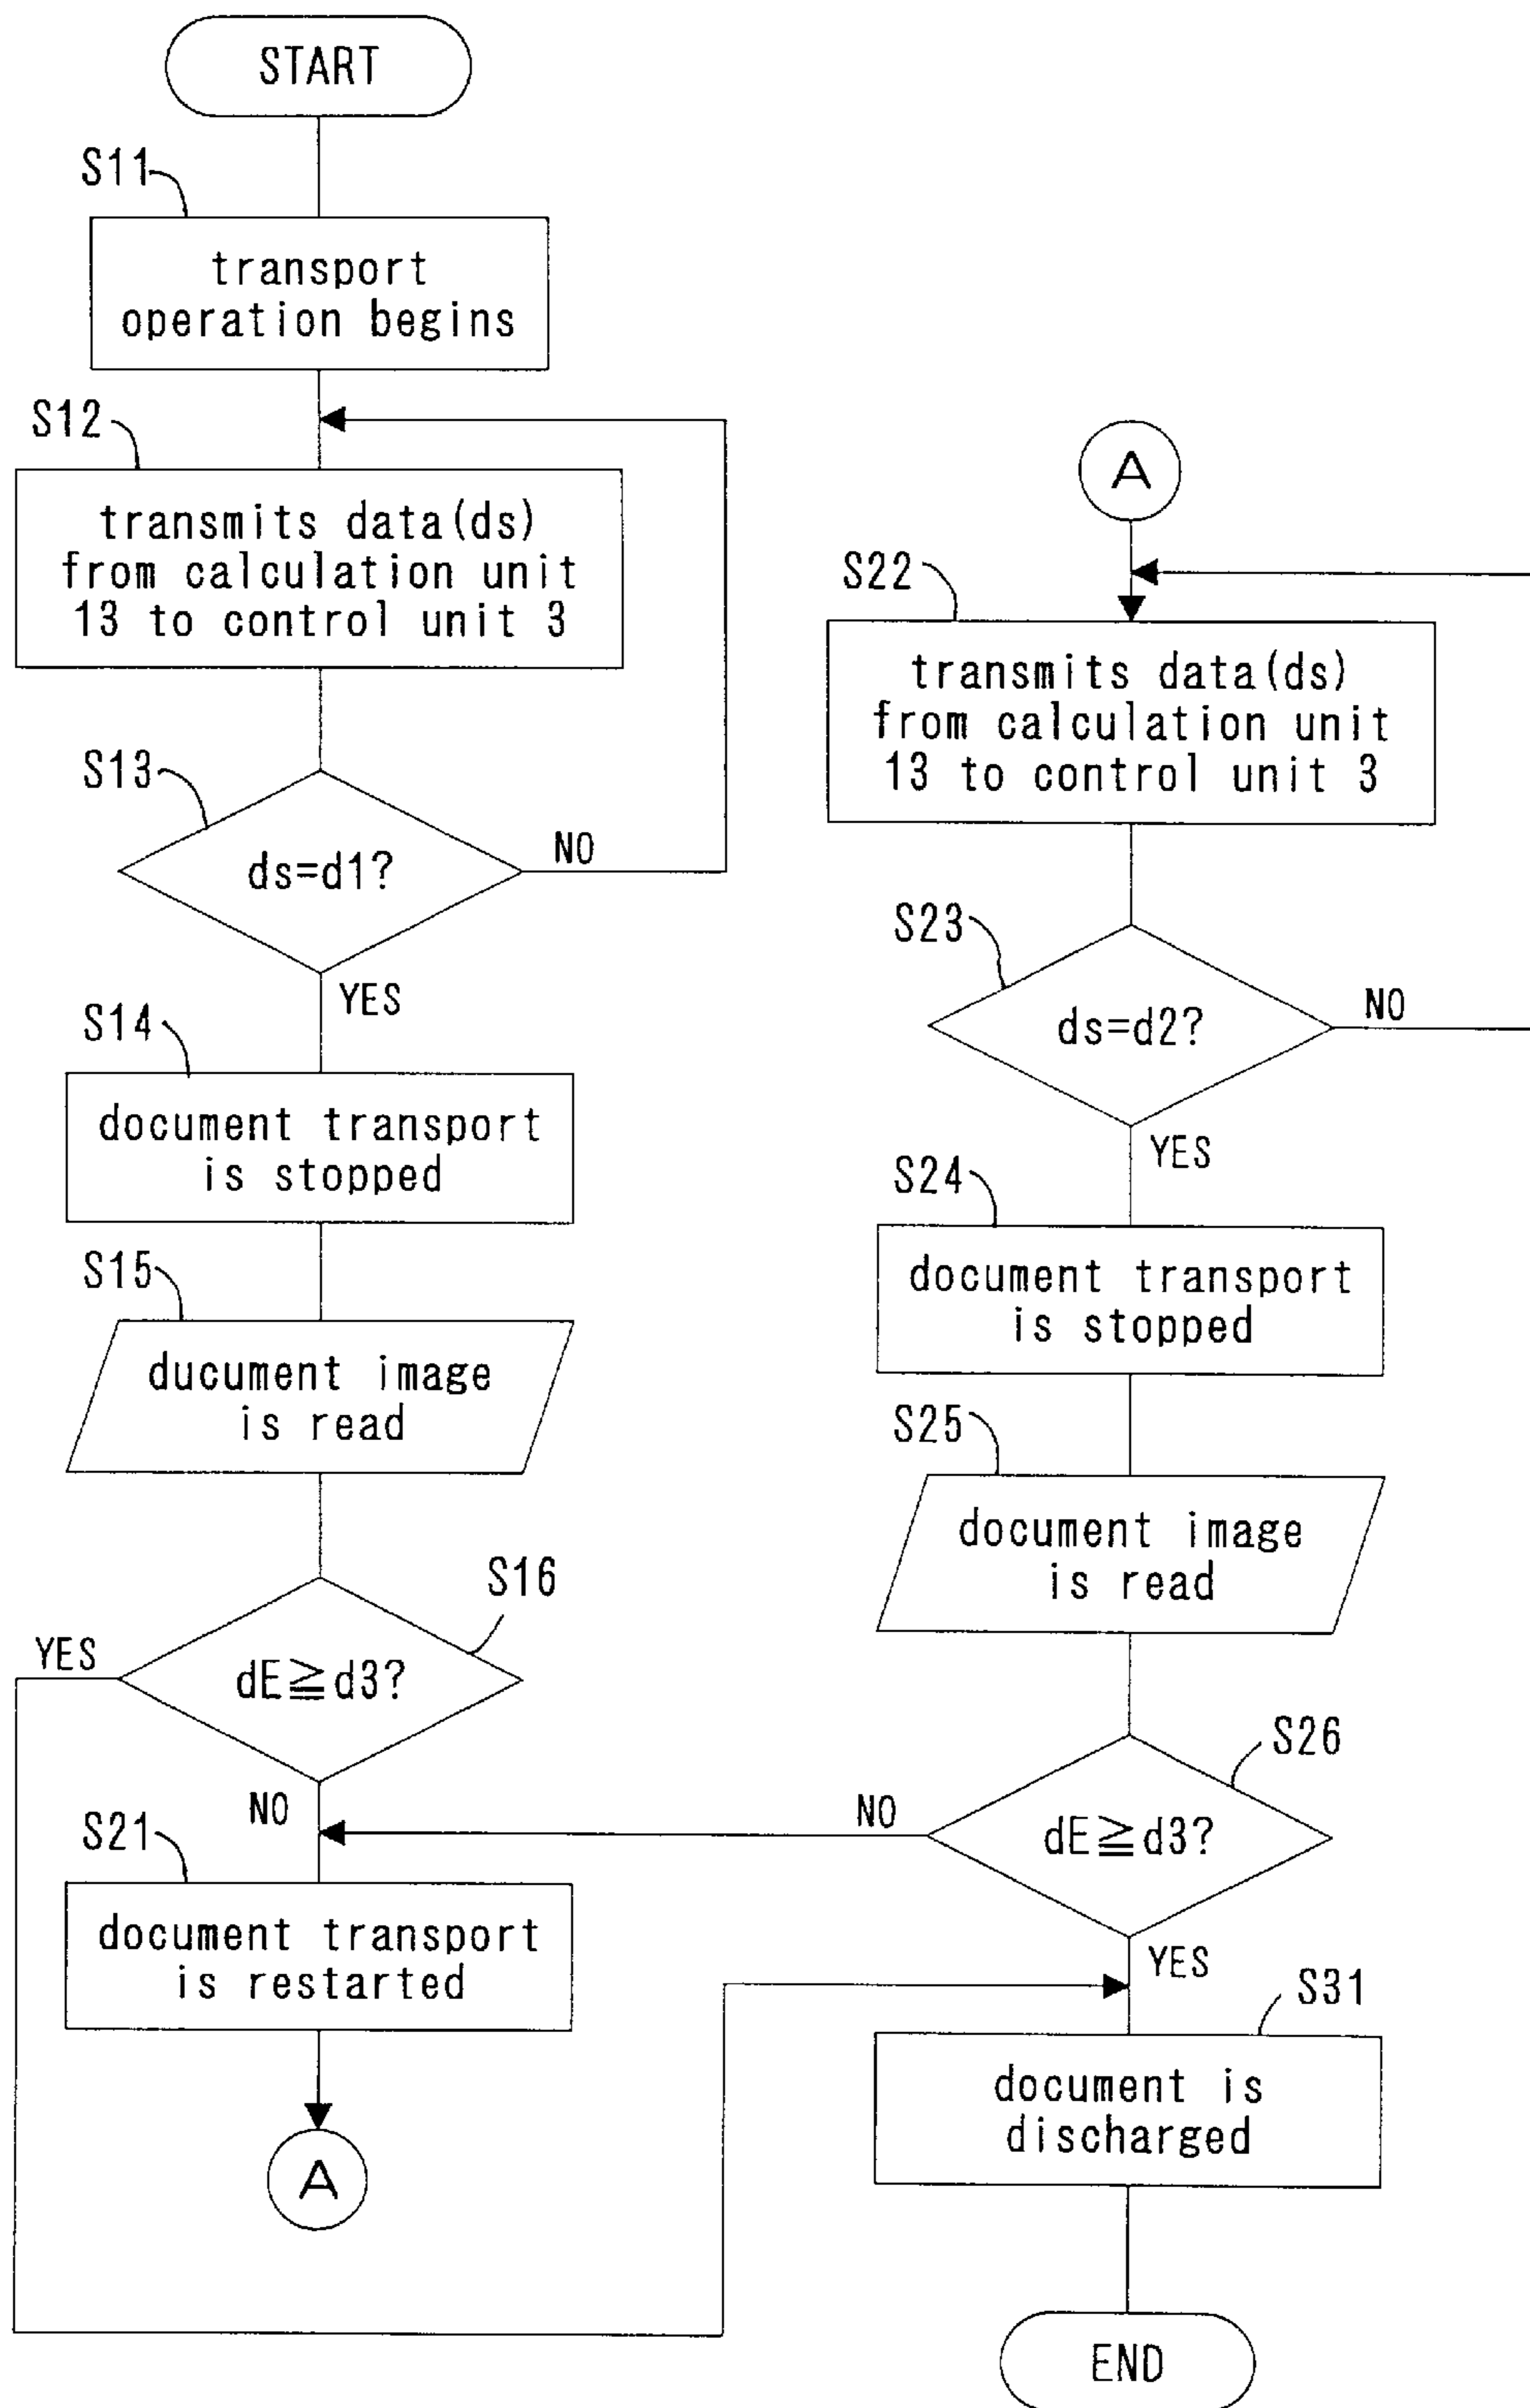 START
S11
transport
operation begins
S12
transmits data(ds)
from calculation unit
13 to control unit 3
S13
ds=d1?
NO
YES
S14
document transport
is stopped
S15
ducument image
is read
S16
YES
dE≧d3?
NO
S21
document transport
is restarted
A
A
S22
transmits data(ds)
from calculation unit
13 to control unit 3
S23
ds=d2?
NO
YES
S24
document transport
is stopped
S25
document image
is read
S26
NO
dE≧d3?
YES
S31
document is
discharged
END